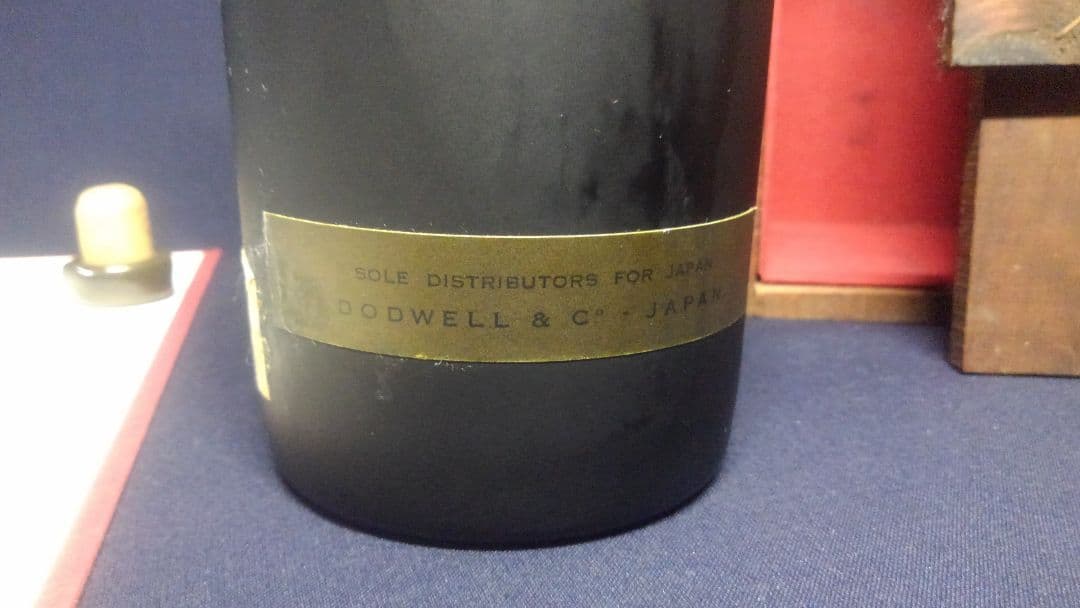 SOLE DISTRIBUTORS FOR JAPAN
DODWELL & Cº - JAPAN